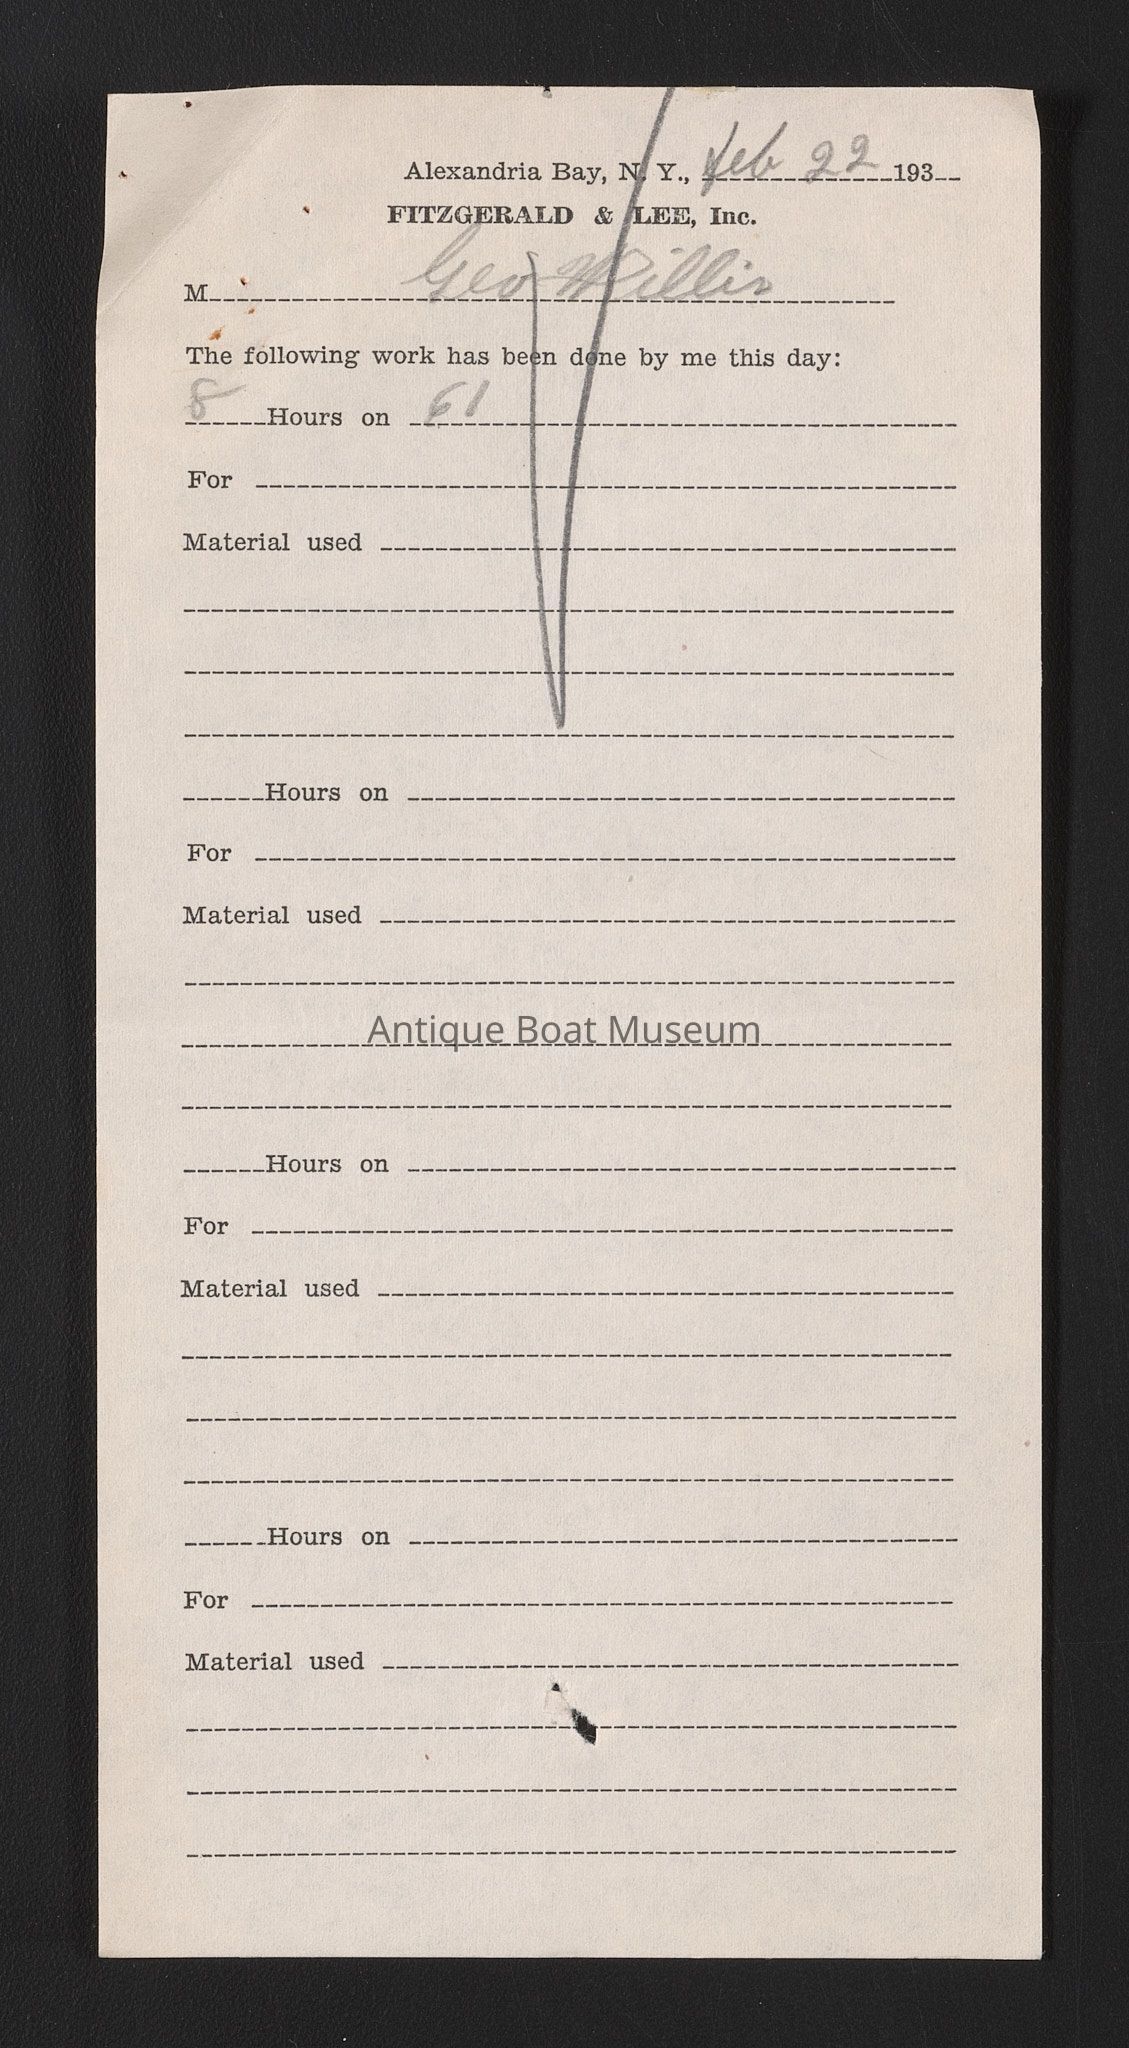 Alexandria Bay, N. Y., Feb 22 193
FITZGERALD & LEE, Inc.
M Geo Willis
The following work has been done by me this day:
8 Hours on 61
For
Material used
Hours on
For
Material used
Antique Boat Museum
Hours on
For
Material used
Hours on
For
Material used